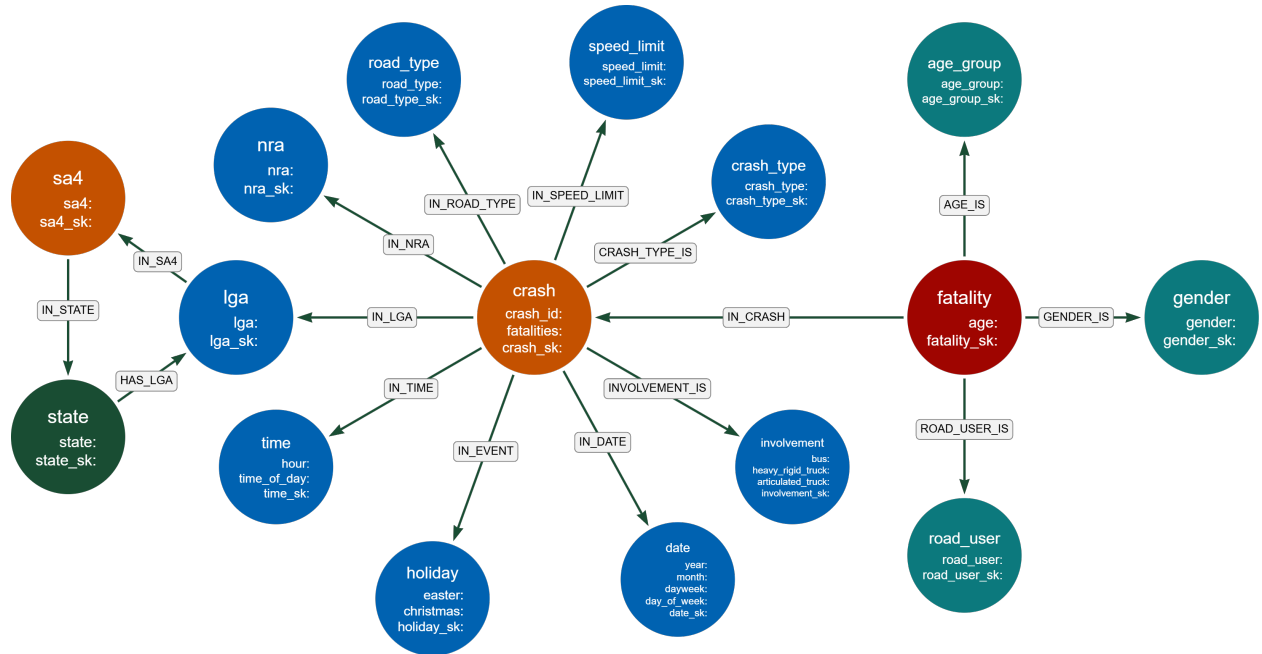 speed_limit
speed_limit:
speed_limit_sk:
road_type
road_type:
road_type_sk:
age_group
age_group:
age_group_sk:
nra
nra:
nra_sk:
crash_type
crash_type:
crash_type_sk:
sa4
sa4:
sa4_sk:
IN_ROAD_TYPE
IN_SPEED_LIMIT
AGE_IS
IN_NRA
CRASH_TYPE_IS
IN_SA4
IN_STATE
lga
lga:
lga_sk:
IN_LGA
crash
crash_id:
fatalities:
crash_sk:
IN_CRASH
fatality
age:
fatality_sk:
GENDER_IS
gender
gender:
gender_sk:
HAS_LGA
IN_TIME
INVOLVEMENT_IS
state
state:
state_sk:
IN_EVENT
IN_DATE
ROAD_USER_IS
time
hour:
time_of_day:
time_sk:
involvement
bus:
heavy_rigid_truck:
articulated_truck:
involvement_sk:
holiday
easter:
christmas:
holiday_sk:
date
year:
month:
dayweek:
day_of_week:
date_sk:
road_user
road_user:
road_user_sk: